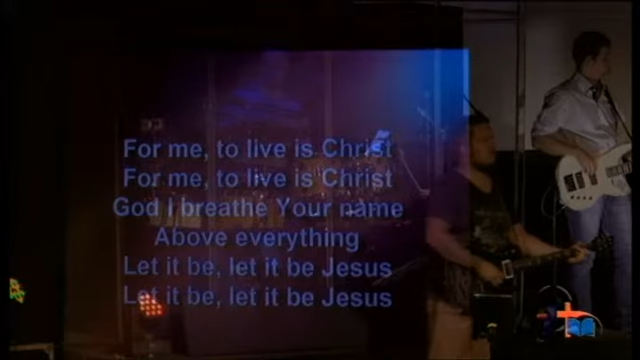 For me, to live is Christ
For me, to live is Christ
God I breathe Your name
Above everything
Let it be, let it be Jesus
Let it be, let it be Jesus